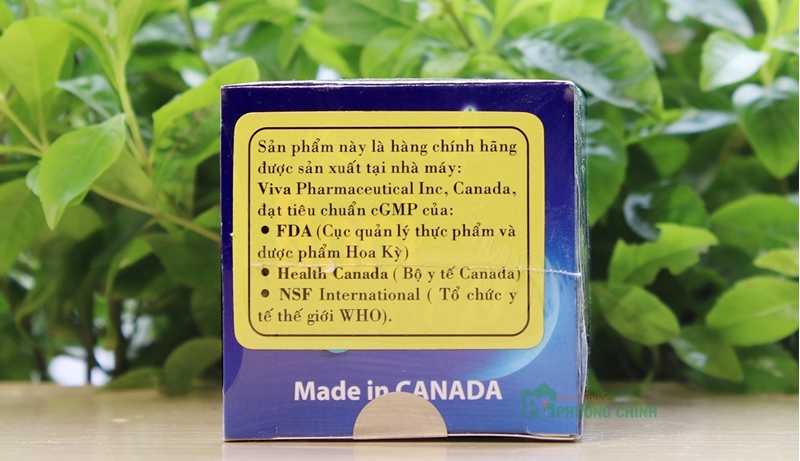 Sản phẩm này là hàng chính hãng
được sản xuất tại nhà máy:
Viva Pharmaceutical Inc, Canada,
đạt tiêu chuẩn cGMP của:
• FDA (Cục quản lý thực phẩm và
dược phẩm Hoa Kỳ)
• Health Canada ( Bộ y tế Canada)
• NSF International ( Tổ chức y
tế thế giới WHO).
Made in CANADA
PHƯƠNG CHINH